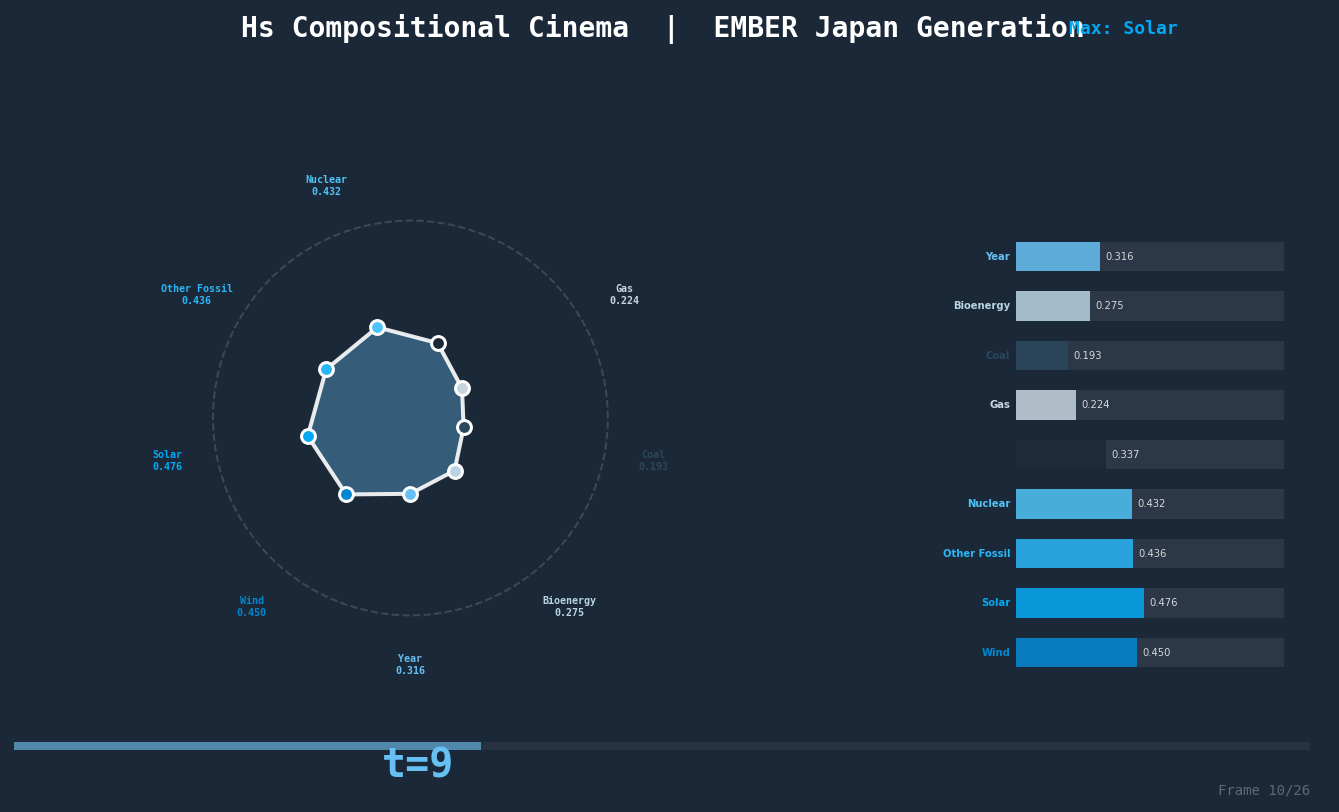 Hs Compositional Cinema | EMBER Japan Generation
Max: Solar
Nuclear
0.432
Other Fossil
0.436
Gas
0.224
Solar
0.476
Coal
0.193
Wind
0.450
Bioenergy
0.275
Year
0.316
Year 0.316
Bioenergy 0.275
Coal 0.193
Gas 0.224
0.337
Nuclear 0.432
Other Fossil 0.436
Solar 0.476
Wind 0.450
t=9
Frame 10/26